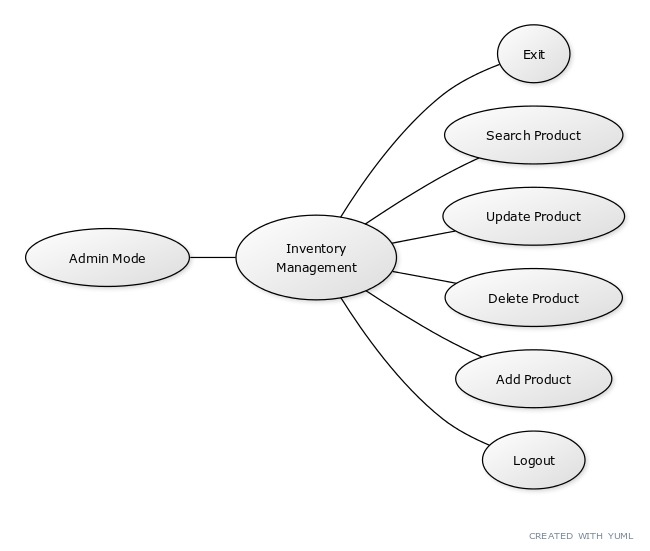 Exit
Search Product
Update Product
Admin Mode
Inventory
Management
Delete Product
Add Product
Logout
CREATED WITH YUML